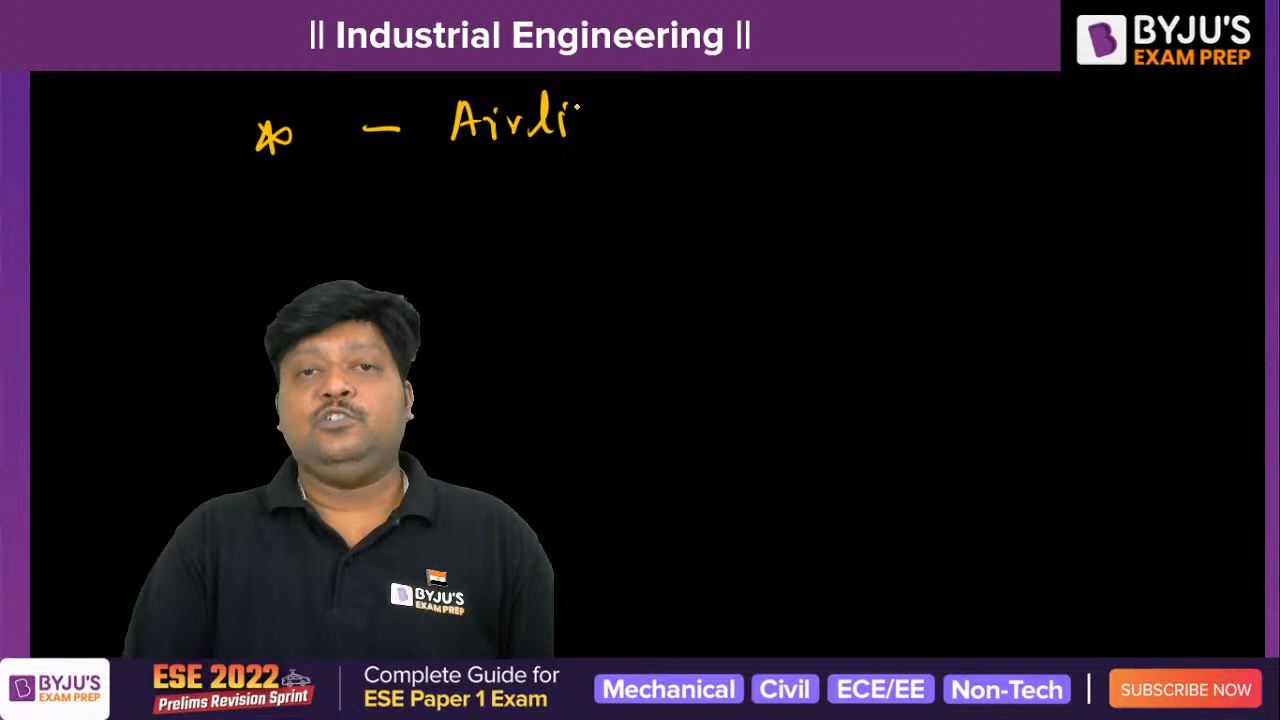 || Industrial Engineering ||
BYJU'S
EXAM PREP
* – Airli
BYJU'S
EXAM PREP
BYJU'S
EXAM PREP
ESE 2022
Prelims Revision Sprint
Complete Guide for
ESE Paper 1 Exam
Mechanical
Civil
ECE/EE
Non-Tech
SUBSCRIBE NOW